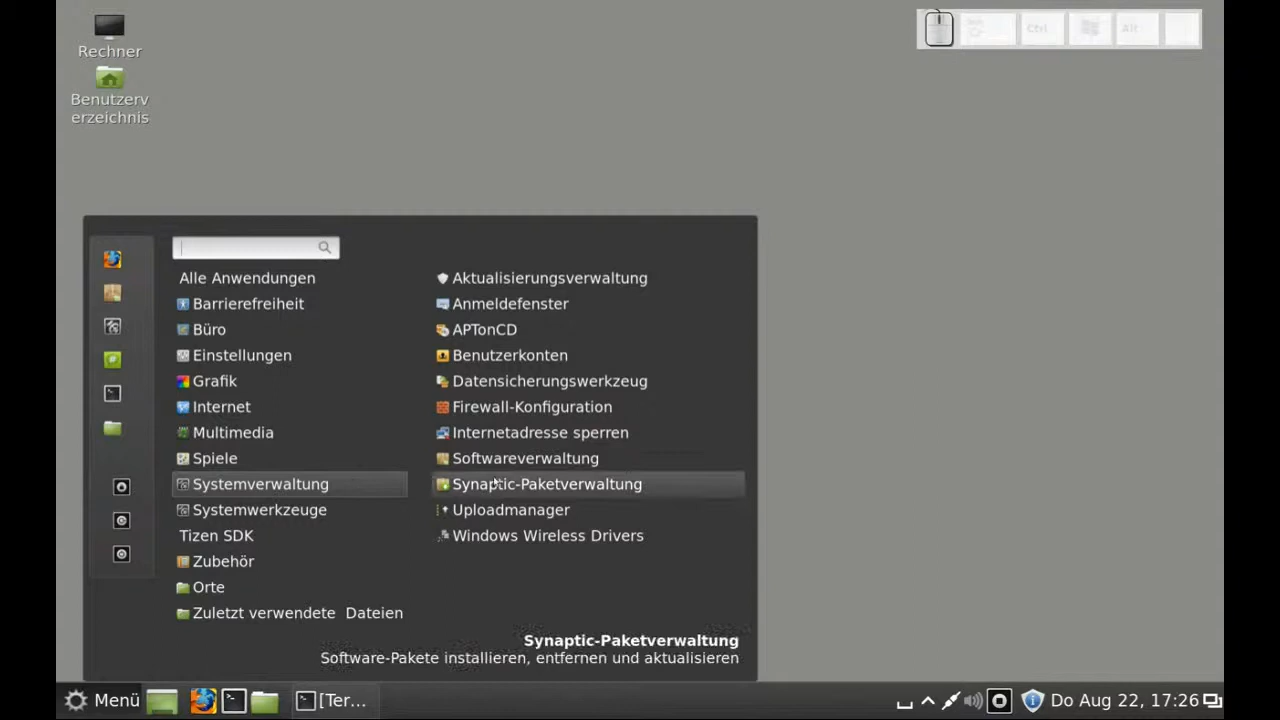 Rechner
Benutzerv
erzeichnis
Ctrl
Alt
Alle Anwendungen
Barrierefreiheit
Büro
Einstellungen
Grafik
Internet
Multimedia
Spiele
Systemverwaltung
Systemwerkzeuge
Tizen SDK
Zubehör
Orte
Zuletzt verwendete Dateien
Aktualisierungsverwaltung
Anmeldefenster
APTonCD
Benutzerkonten
Datensicherungswerkzeug
Firewall-Konfiguration
Internetadresse sperren
Softwareverwaltung
Synaptic-Paketverwaltung
Uploadmanager
Windows Wireless Drivers
Synaptic-Paketverwaltung
Software-Pakete installieren, entfernen und aktualisieren
Menü
[Ter...
Do Aug 22, 17:26